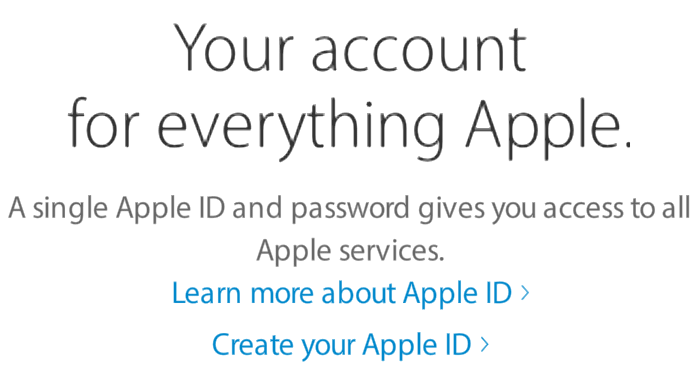 Your account
for everything Apple.
A single Apple ID and password gives you access to all
Apple services.
Learn more about Apple ID >
Create your Apple ID >